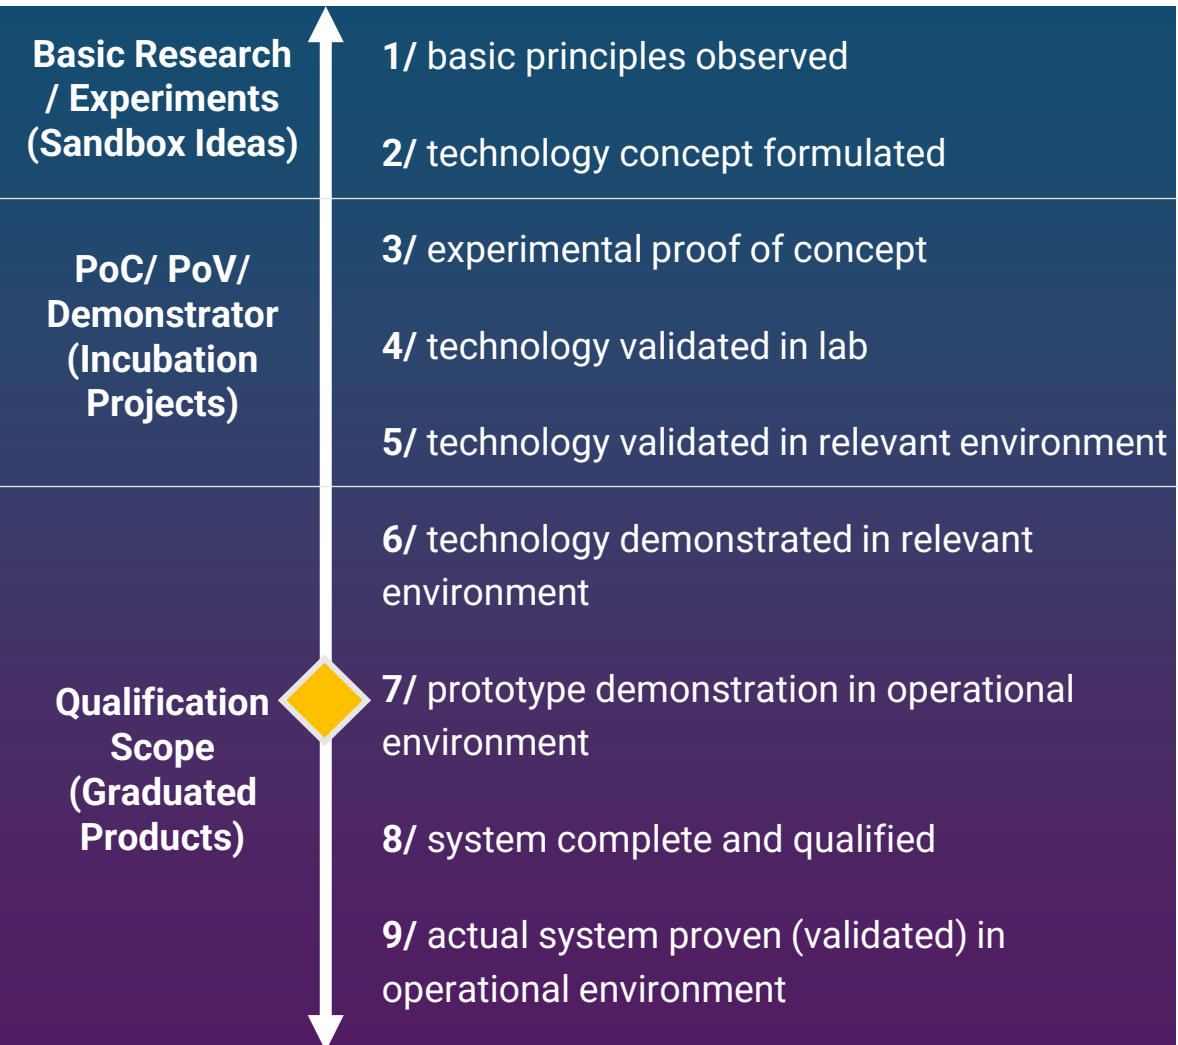 Basic Research
/ Experiments
(Sandbox Ideas)
1/ basic principles observed
2/ technology concept formulated
PoC/ PoV/
Demonstrator
(Incubation
Projects)
3/ experimental proof of concept
4/ technology validated in lab
5/ technology validated in relevant environment
Qualification
Scope
(Graduated
Products)
6/ technology demonstrated in relevant
environment
7/ prototype demonstration in operational
environment
8/ system complete and qualified
9/ actual system proven (validated) in
operational environment